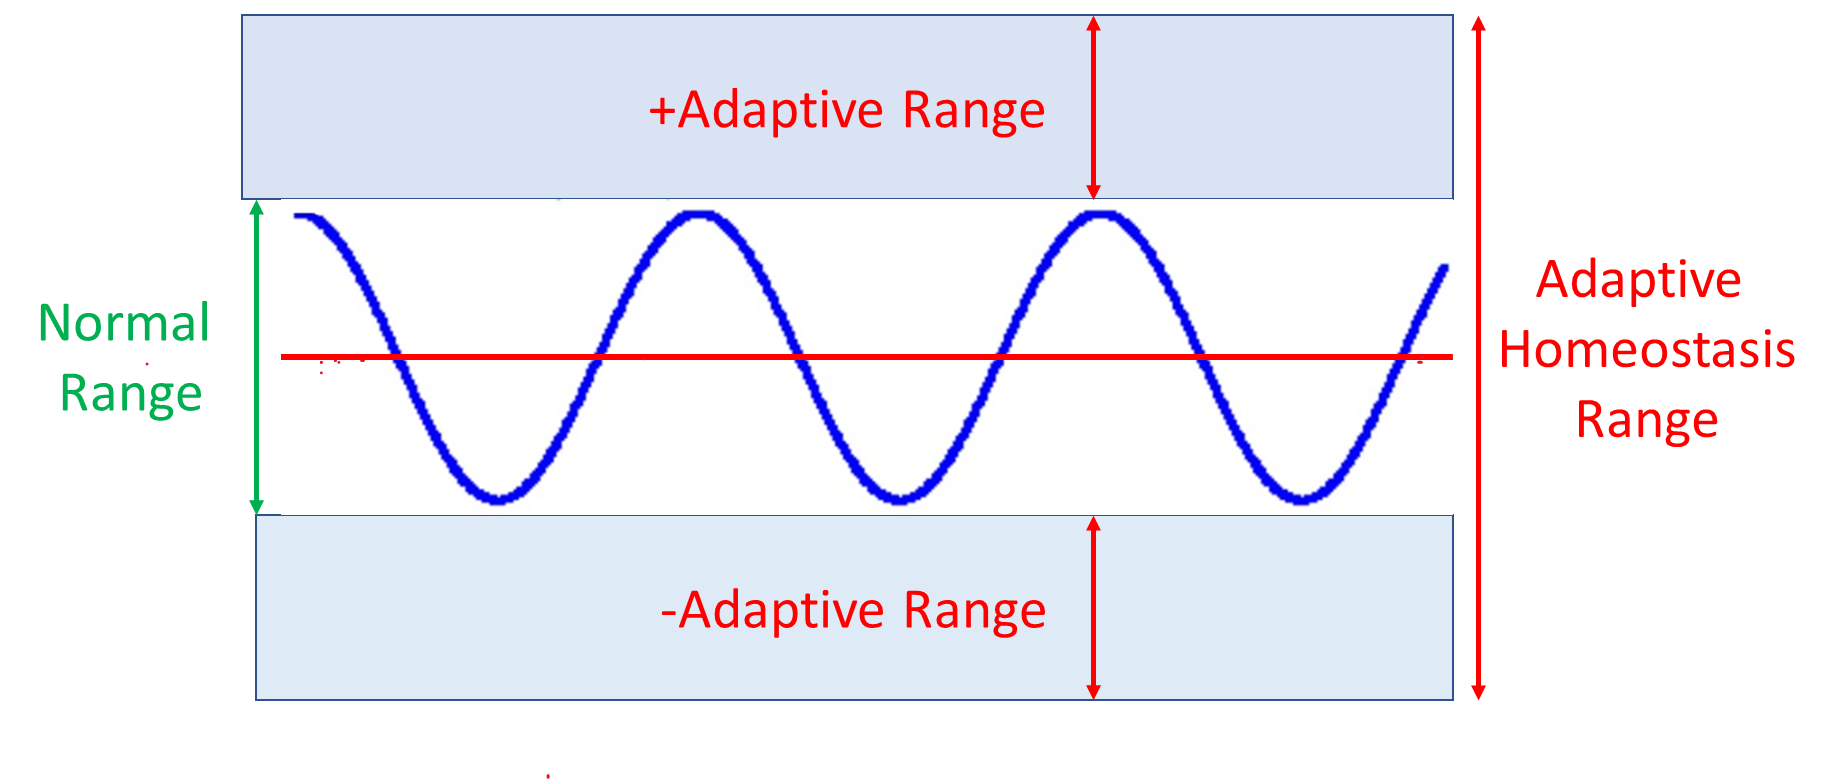 +Adaptive Range
Normal
Range
Adaptive
Homeostasis
Range
-Adaptive Range